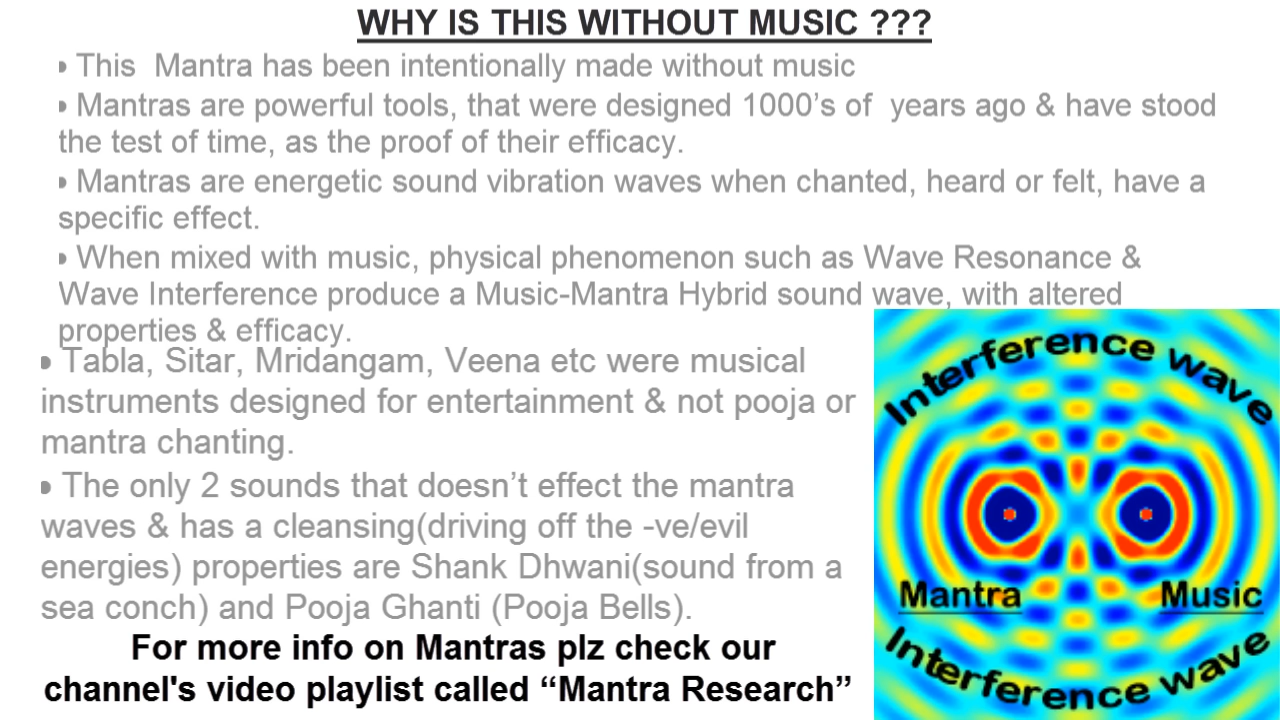 WHY IS THIS WITHOUT MUSIC ???
• This  Mantra has been intentionally made without music
• Mantras are powerful tools, that were designed 1000’s of  years ago & have stood
the test of time, as the proof of their efficacy.
• Mantras are energetic sound vibration waves when chanted, heard or felt, have a
specific effect.
• When mixed with music, physical phenomenon such as Wave Resonance &
Wave Interference produce a Music-Mantra Hybrid sound wave, with altered
properties & efficacy.
• Tabla, Sitar, Mridangam, Veena etc were musical
instruments designed for entertainment & not pooja or
mantra chanting.
• The only 2 sounds that doesn’t effect the mantra
waves & has a cleansing(driving off the -ve/evil
energies) properties are Shank Dhwani(sound from a
sea conch) and Pooja Ghanti (Pooja Bells).
For more info on Mantras plz check our
channel's video playlist called “Mantra Research”
Interference wave
Mantra
Music
Interference wave